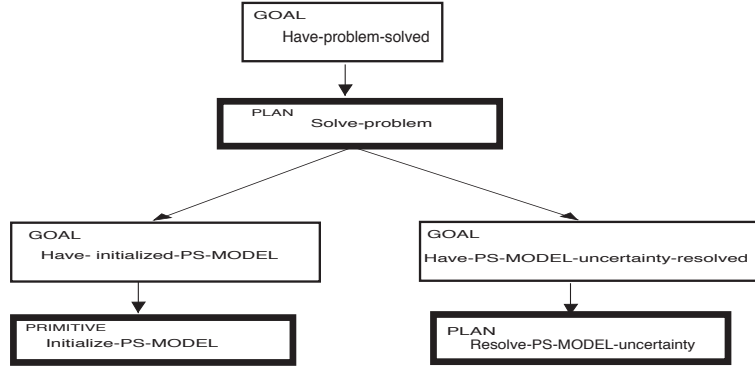 GOAL
Have-problem-solved
PLAN
Solve-problem
GOAL
Have- initialized-PS-MODEL
GOAL
Have-PS-MODEL-uncertainty-resolved
PRIMITIVE
Initialize-PS-MODEL
PLAN
Resolve-PS-MODEL-uncertainty